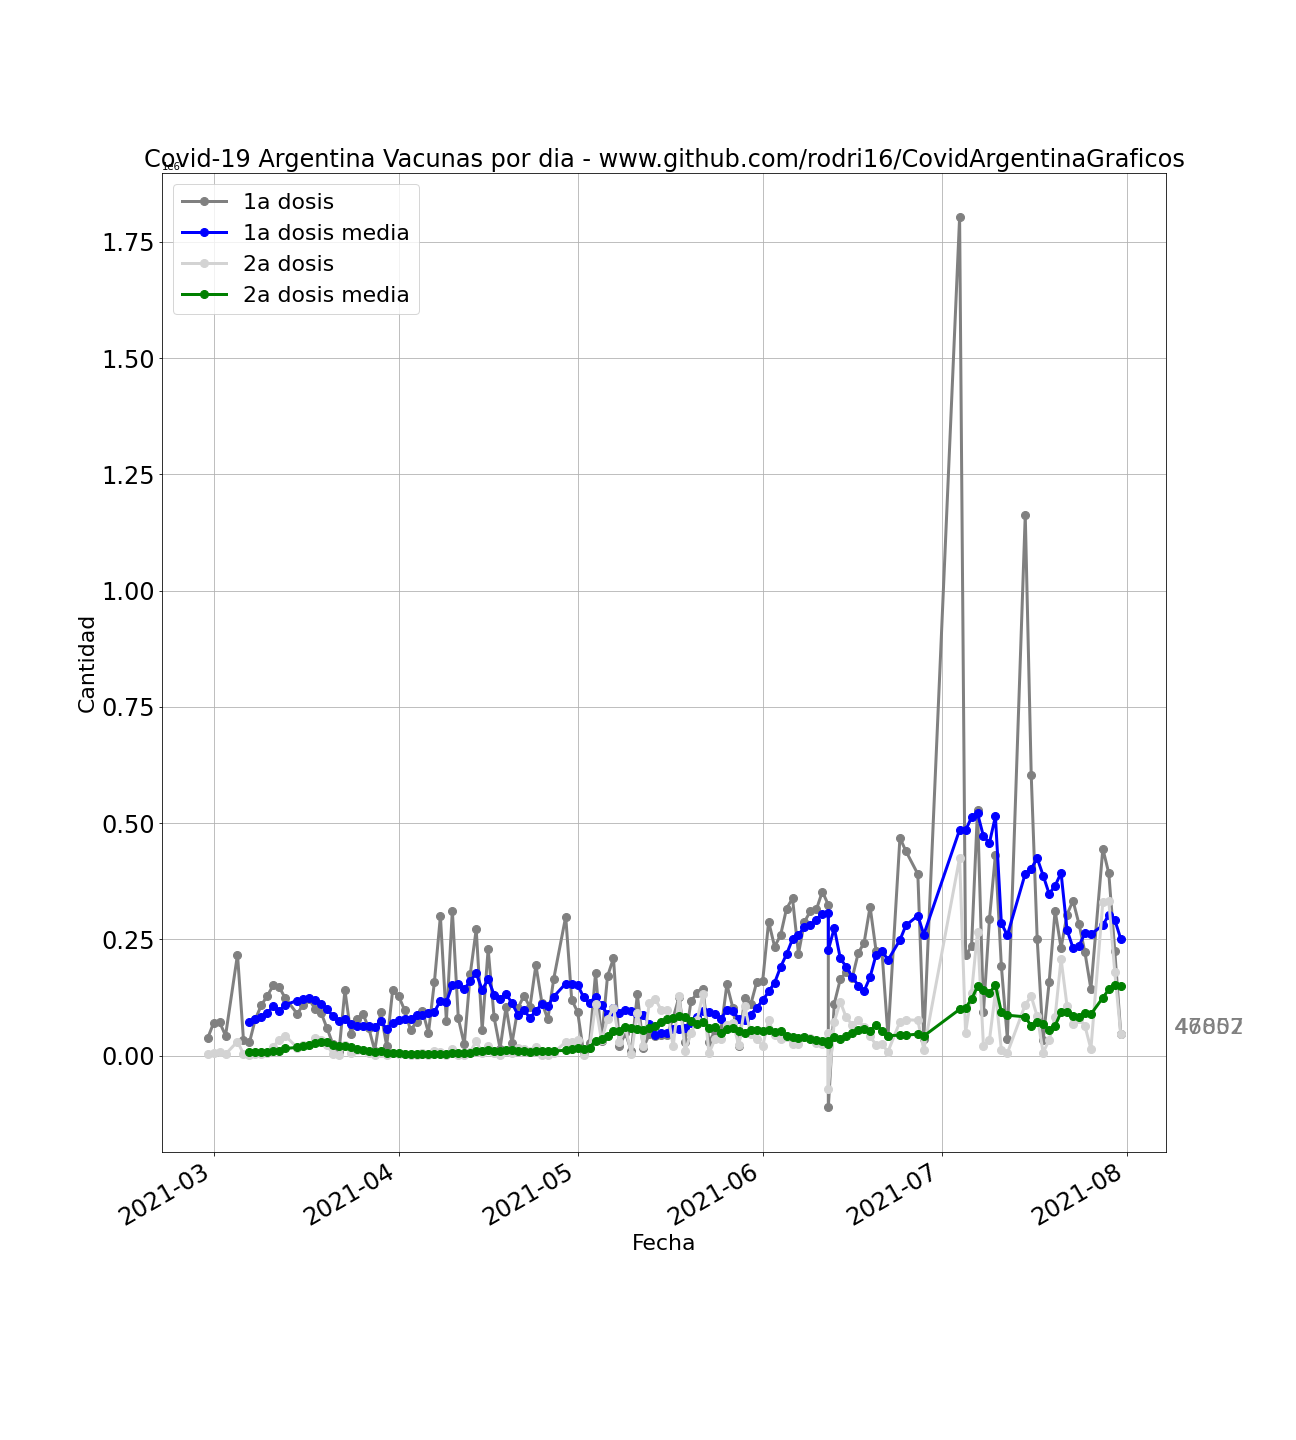 Covid-19 Argentina Vacunas por dia - www.github.com/rodri16/CovidArgentinaGraficos
1e6
1a dosis
1a dosis media
2a dosis
2a dosis media
1.75
1.50
1.25
1.00
0.75
0.50
0.25
0.00
Cantidad
2021-03
2021-04
2021-05
2021-06
2021-07
2021-08
Fecha